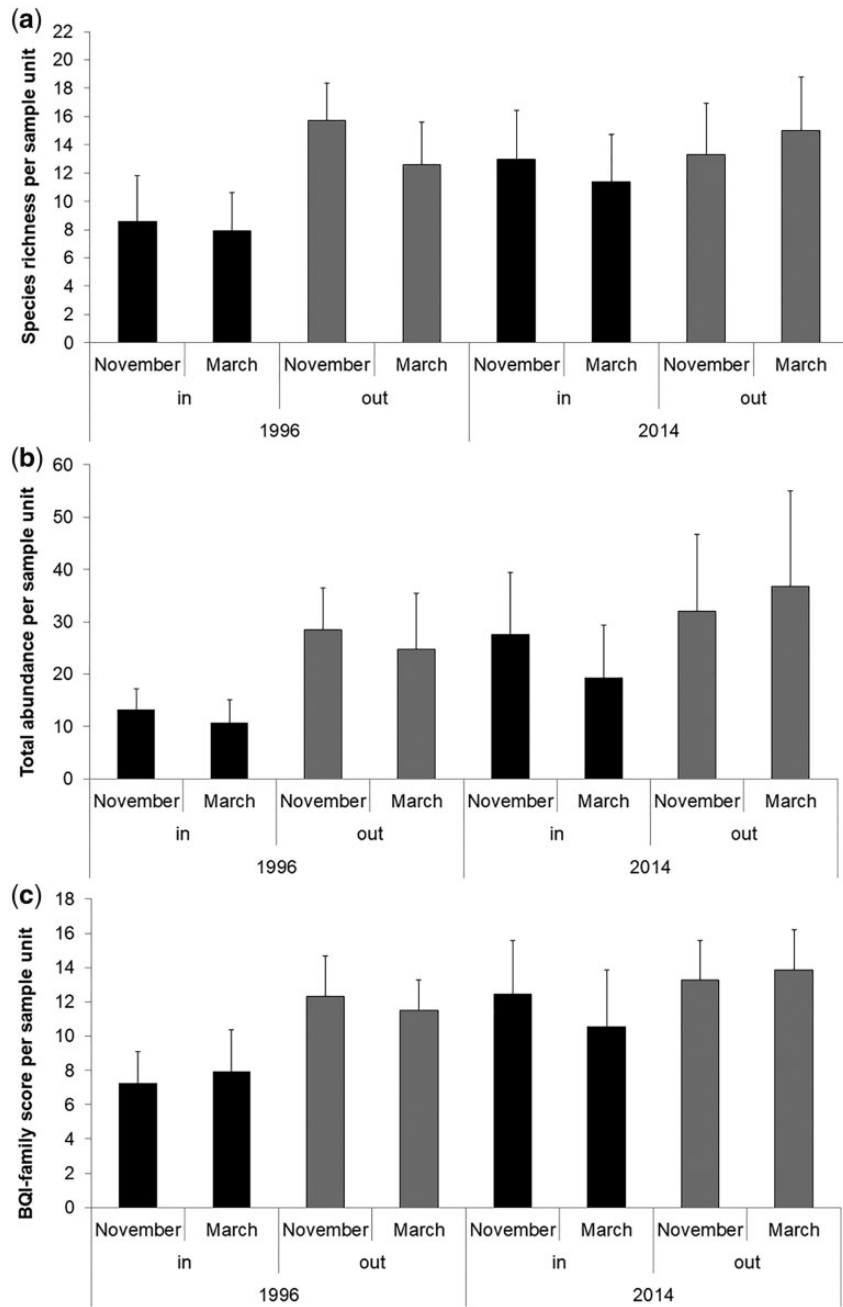 (a)
Species richness per sample unit
22
20
18
16
14
12
10
8
6
4
2
0
November March November March November March November March
in out in out
1996 2014
(b)
Total abundance per sample unit
60
50
40
30
20
10
0
November March November March November March November March
in out in out
1996 2014
(c)
BQI-family score per sample unit
18
16
14
12
10
8
6
4
2
0
November March November March November March November March
in out in out
1996 2014